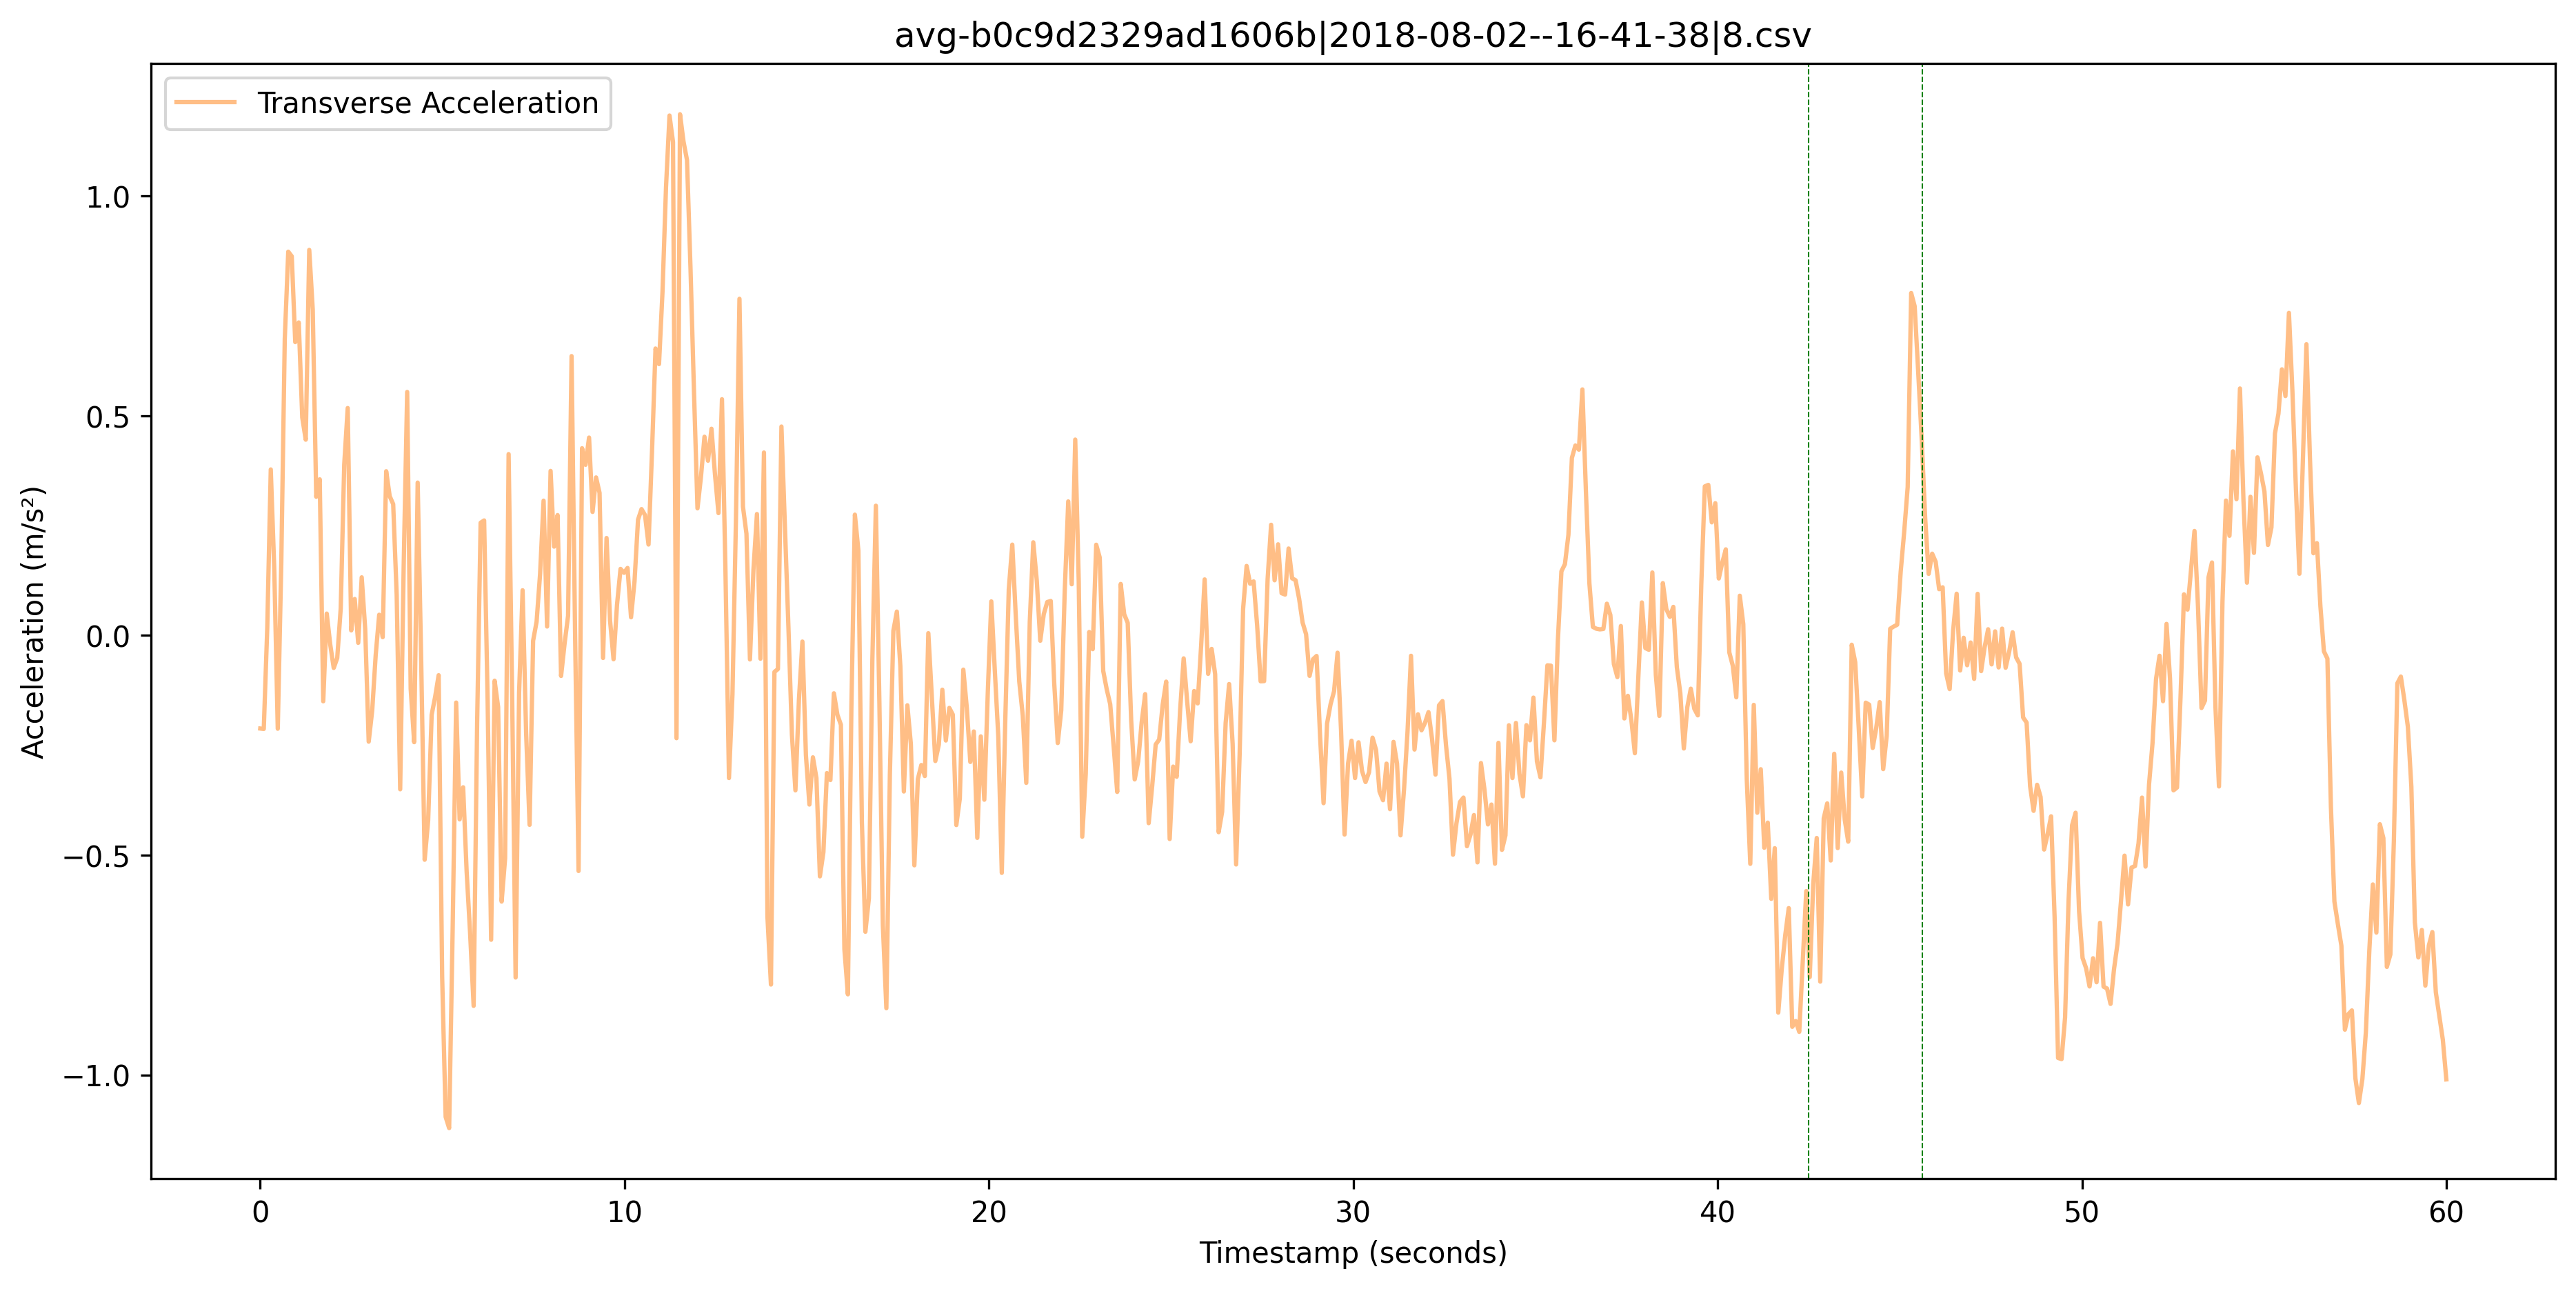 avg-b0c9d2329ad1606b|2018-08-02--16-41-38|8.csv
Transverse Acceleration
1.0
0.5
0.0
−0.5
−1.0
Acceleration (m/s²)
0 10 20 30 40 50 60
Timestamp (seconds)